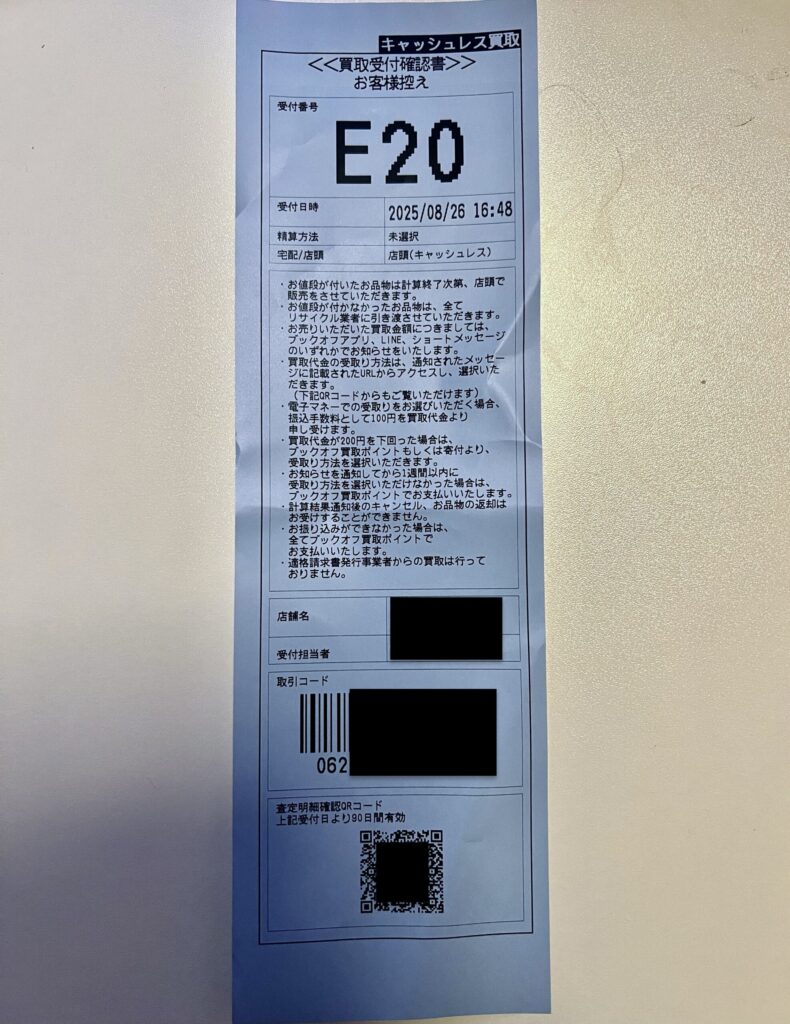 キャッシュレス買取
<<買取受付確認書>>
お客様控え
受付番号
E20
受付日時 2025/08/26 16:48
精算方法 未選択
宅配/店頭 店頭(キャッシュレス)
・お値段が付いたお品物は計算終了次第、店頭で
販売をさせていただきます。
・お値段が付かなかったお品物は、全て
リサイクル業者に引き渡させていただきます。
・お売りいただいた買取金額につきましては、
ブックオフアプリ、LINE、ショートメッセージ
のいずれかでお知らせをいたします。
・買取代金の受取り方法は、通知されたメッセー
ジに記載されたURLからアクセスし、選択いた
だきます。
(下記QRコードからもご覧いただけます)
・電子マネーでの受取りをお選びいただく場合、
振込手数料として100円を買取代金より
申し受けます。
・買取代金が200円を下回った場合は、
ブックオフ買取ポイントもしくは寄付より、
受取り方法を選択いただきます。
・お知らせを通知してから1週間以内に
受取り方法を選択いただけなかった場合は、
ブックオフ買取ポイントでお支払いいたします。
・計算結果通知後のキャンセル、お品物の返却は
お受けすることができません。
・お振り込みができなかった場合は、
全てブックオフ買取ポイントで
お支払いいたします。
・適格請求書発行事業者からの買取は行って
おりません。
店舗名
受付担当者
取引コード
062
査定明細確認QRコード
上記受付日より90日間有効